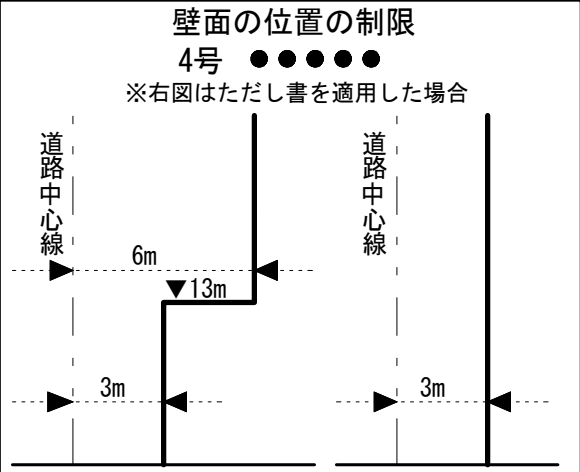 壁面の位置の制限
4号 ●●●●●
※右図はただし書を適用した場合
道路中心線
6m
▼13m
3m
道路中心線
3m